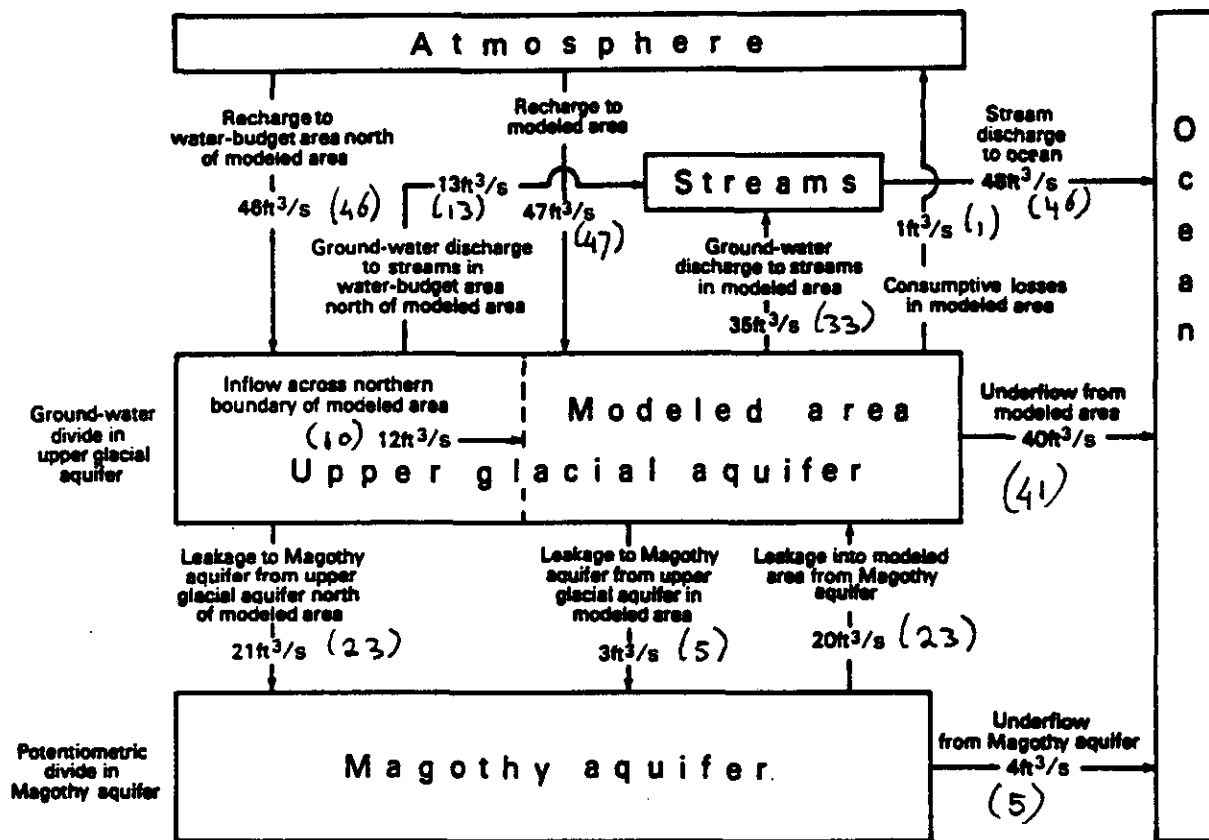 Atmosphere
Recharge to
water-budget area north
of modeled area
46ft³/s (46)
Recharge to
modeled area
47ft³/s
(47)
13ft³/s
(13)
Ground-water discharge
to streams in
water-budget area
north of modeled area
Streams
Ground-water
discharge to streams
in modeled area
35ft³/s (33)
1ft³/s (1)
Consumptive losses
in modeled area
Stream
discharge
to ocean
48ft³/s
(46)
Ocean
Ground-water
divide in
upper glacial
aquifer
Inflow across northern
boundary of modeled area
(10) 12ft³/s
Modeled area
Upper glacial aquifer
Underflow from
modeled area
40ft³/s
(41)
Leakage to Magothy
aquifer from upper
glacial aquifer north
of modeled area
21ft³/s (23)
Leakage to Magothy
aquifer from upper
glacial aquifer in
modeled area
3ft³/s (5)
Leakage into modeled
area from Magothy
aquifer
20ft³/s (23)
Potentiometric
divide in
Magothy aquifer
Magothy aquifer
Underflow
from Magothy aquifer
4ft³/s
(5)